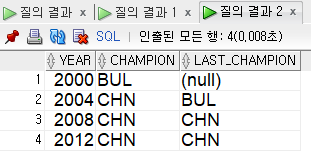 질의 결과 × 질의 결과 1 × 질의 결과 2 ×
SQL | 인출된 모든 행: 4(0,008초)
YEAR CHAMPION LAST_CHAMPION
1 2000 BUL (null)
2 2004 CHN BUL
3 2008 CHN CHN
4 2012 CHN CHN